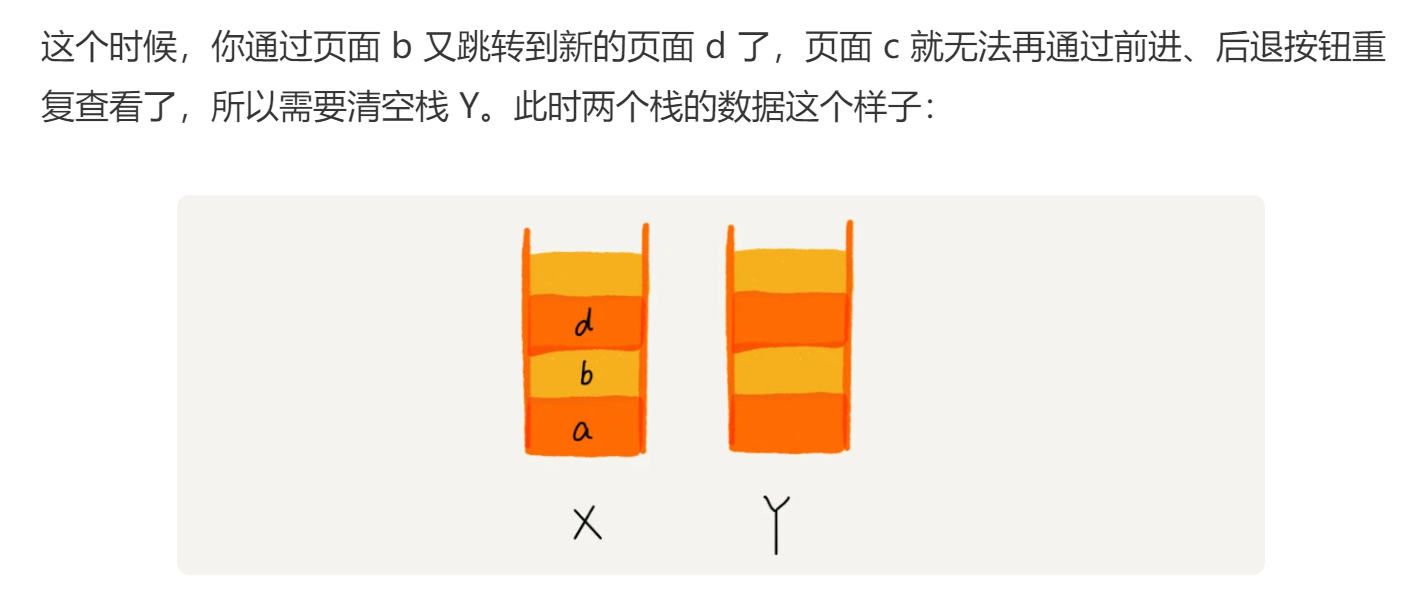 这个时候，你通过页面 b 又跳转到新的页面 d 了，页面 c 就无法再通过前进、后退按钮重
复查看了，所以需要清空栈 Y。此时两个栈的数据这个样子：
d
b
a
X Y